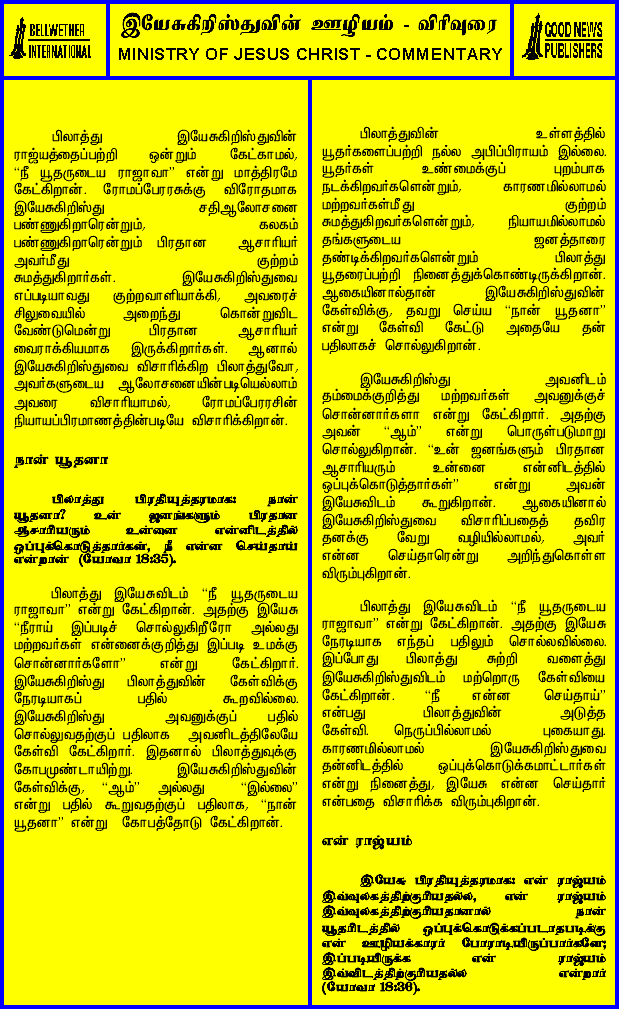 BELLWETHER
INTERNATIONAL
இயேசுகிறிஸ்துவின் ஊழியம் - விரிவுரை
MINISTRY OF JESUS CHRIST - COMMENTARY
GOOD NEWS
PUBLISHERS
பிலாத்து இயேசுகிறிஸ்துவின்
ராஜ்யத்தைப்பற்றி ஒன்றும் கேட்காமல்,
“நீ யூதருடைய ராஜாவா” என்று மாத்திரமே
கேட்கிறான். ரோமப்பேரரசுக்கு விரோதமாக
இயேசுகிறிஸ்து சதிஆலோசனை
பண்ணுகிறாரென்றும், கலகம்
பண்ணுகிறாரென்றும் பிரதான ஆசாரியர்
அவர்மீது குற்றம்
சுமத்துகிறார்கள். இயேசுகிறிஸ்துவை
எப்படியாவது குற்றவாளியாக்கி, அவரைச்
சிலுவையில் அறைந்து கொன்றுவிட
வேண்டுமென்று பிரதான ஆசாரியர்
வைராக்கியமாக இருக்கிறார்கள். ஆனால்
இயேசுகிறிஸ்துவை விசாரிக்கிற பிலாத்துவோ,
அவர்களுடைய ஆலோசனையின்படியெல்லாம்
அவரை விசாரியாமல், ரோமப்பேரரசின்
நியாயப்பிரமாணத்தின்படியே விசாரிக்கிறான்.
நான் யூதனா
பிலாத்து பிரதியுத்தரமாக: நான்
யூதனா? உன் ஜனங்களும் பிரதான
ஆசாரியரும் உன்னை என்னிடத்தில்
ஒப்புக்கொடுத்தார்கள், நீ என்ன செய்தாய்
என்றான் (யோவா 18:35).
பிலாத்து இயேசுவிடம் “நீ யூதருடைய
ராஜாவா” என்று கேட்கிறான். அதற்கு இயேசு
“நீராய் இப்படிச் சொல்லுகிறீரோ அல்லது
மற்றவர்கள் என்னைக்குறித்து இப்படி உமக்கு
சொன்னார்களோ” என்று கேட்கிறார்.
இயேசுகிறிஸ்து பிலாத்துவின் கேள்விக்கு
நேரடியாகப் பதில் கூறவில்லை.
இயேசுகிறிஸ்து அவனுக்குப் பதில்
சொல்லுவதற்குப் பதிலாக அவனிடத்திலேயே
கேள்வி கேட்கிறார். இதனால் பிலாத்துவுக்கு
கோபமுண்டாயிற்று. இயேசுகிறிஸ்துவின்
கேள்விக்கு, “ஆம்” அல்லது “இல்லை”
என்று பதில் கூறுவதற்குப் பதிலாக, “நான்
யூதனா” என்று கோபத்தோடு கேட்கிறான்.
பிலாத்துவின் உள்ளத்தில்
யூதர்களைப்பற்றி நல்ல அபிப்பிராயம் இல்லை.
யூதர்கள் உண்மைக்குப் புறம்பாக
நடக்கிறவர்களென்றும், காரணமில்லாமல்
மற்றவர்கள்மீது குற்றம்
சுமத்துகிறவர்களென்றும், நியாயமில்லாமல்
தங்களுடைய ஜனத்தாரை
தண்டிக்கிறவர்களென்றும் பிலாத்து
யூதரைப்பற்றி நினைத்துக்கொண்டிருக்கிறான்.
ஆகையினால்தான் இயேசுகிறிஸ்துவின்
கேள்விக்கு, தவறு செய்ய “நான் யூதனா”
என்று கேள்வி கேட்டு அதையே தன்
பதிலாகச் சொல்லுகிறான்.
இயேசுகிறிஸ்து அவனிடம்
தம்மைக்குறித்து மற்றவர்கள் அவனுக்குச்
சொன்னார்களா என்று கேட்கிறார். அதற்கு
அவன் “ஆம்” என்று பொருள்படுமாறு
சொல்லுகிறான். “உன் ஜனங்களும் பிரதான
ஆசாரியரும் உன்னை என்னிடத்தில்
ஒப்புக்கொடுத்தார்கள்” என்று அவன்
இயேசுவிடம் கூறுகிறான். ஆகையினால்
இயேசுகிறிஸ்துவை விசாரிப்பதைத் தவிர
தனக்கு வேறு வழியில்லாமல், அவர்
என்ன செய்தாரென்று அறிந்துகொள்ள
விரும்புகிறான்.
பிலாத்து இயேசுவிடம் “நீ யூதருடைய
ராஜாவா” என்று கேட்கிறான். அதற்கு இயேசு
நேரடியாக எந்தப் பதிலும் சொல்லவில்லை.
இப்போது பிலாத்து சுற்றி வளைத்து
இயேசுகிறிஸ்துவிடம் மற்றொரு கேள்வியை
கேட்கிறான். “நீ என்ன செய்தாய்”
என்பது பிலாத்துவின் அடுத்த
கேள்வி. நெருப்பில்லாமல் புகையாது.
காரணமில்லாமல் இயேசுகிறிஸ்துவை
தன்னிடத்தில் ஒப்புக்கொடுக்கமாட்டார்கள்
என்று நினைத்து, இயேசு என்ன செய்தார்
என்பதை விசாரிக்க விரும்புகிறான்.
என் ராஜ்யம்
இயேசு பிரதியுத்தரமாக: என் ராஜ்யம்
இவ்வுலகத்திற்குரியதல்ல, என் ராஜ்யம்
இவ்வுலகத்திற்குரியதானால் நான்
யூதரிடத்தில் ஒப்புக்கொடுக்கப்படாதபடிக்கு
என் ஊழியக்காரர் போராடியிருப்பார்களே;
இப்படியிருக்க என் ராஜ்யம்
இவ்விடத்திற்குரியதல்ல என்றார்
(யோவா 18:36).